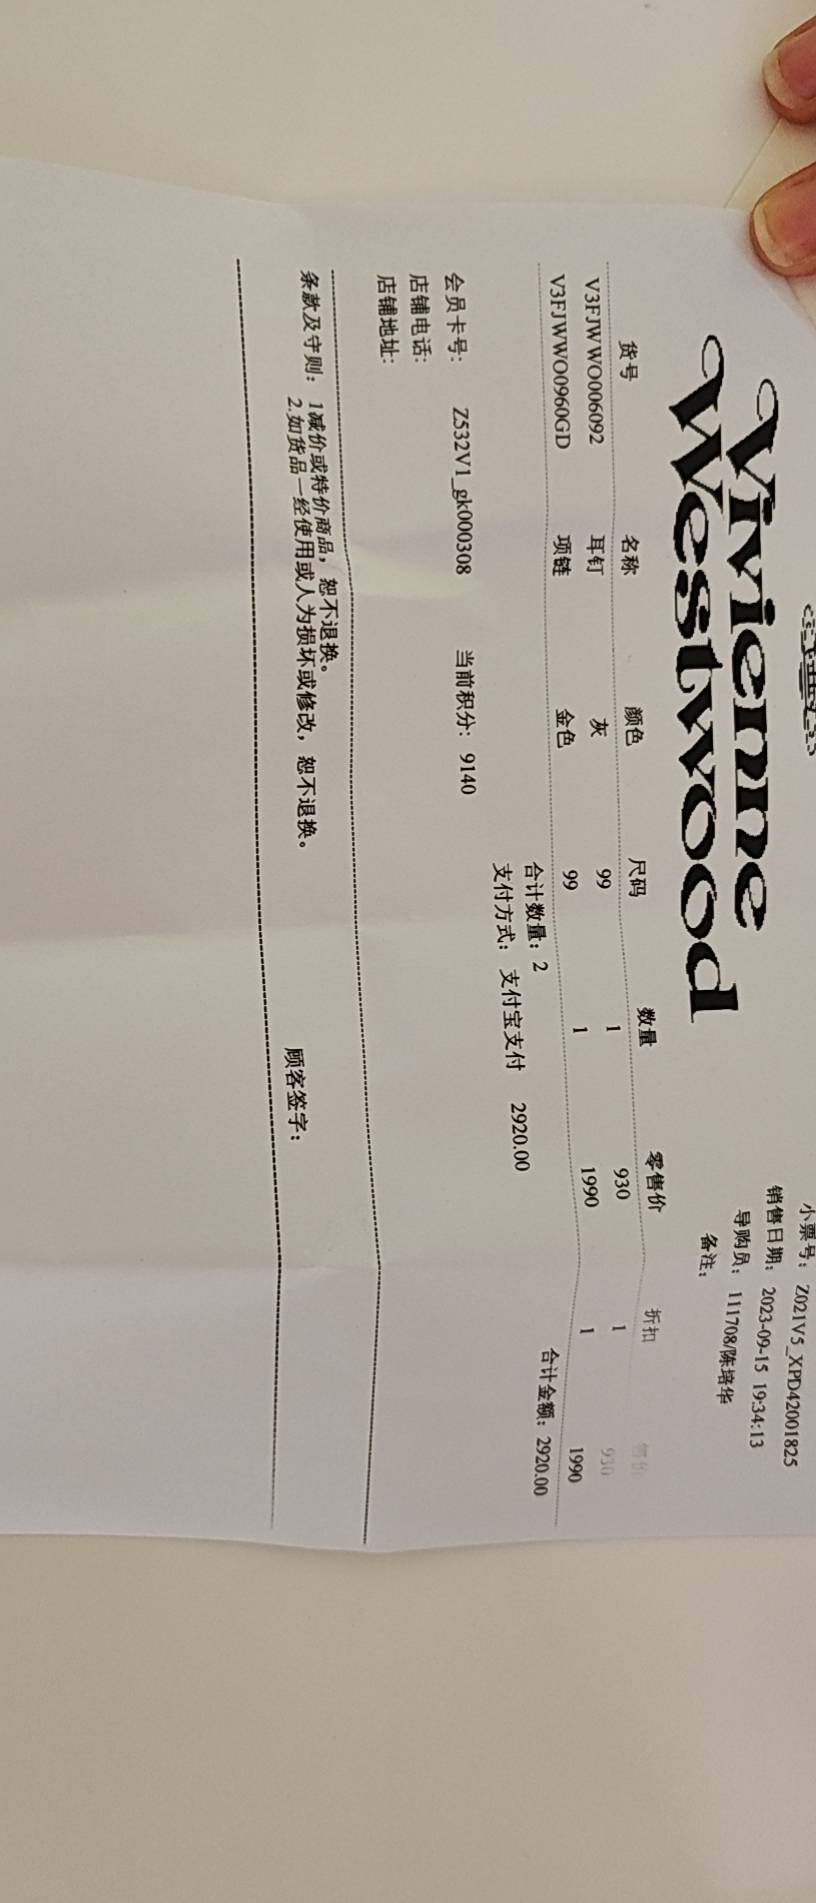 Vivienne
Westwood
小票号： Z021V5_XPD42001825
销售日期： 2023-09-15 19:34:13
导购员： 111708/陈培华
备注：
货号 名称 颜色 尺码 数量 零售价 折扣 售价
V3FJWWO006092 耳钉 灰 99 1 930 1 930
V3FJWWO0960GD 项链 金色 99 1 1990 1 1990
合计数量：2 合计金额：2920.00
支付方式： 支付宝支付 2920.00
会员卡号： Z532V1_gk000308 当前积分： 9140
店铺电话:
店铺地址:
条款及守则： 1减价或特价商品，恕不退换。
2.如货品一经使用或人为损坏或修改，恕不退换。 顾客签字：